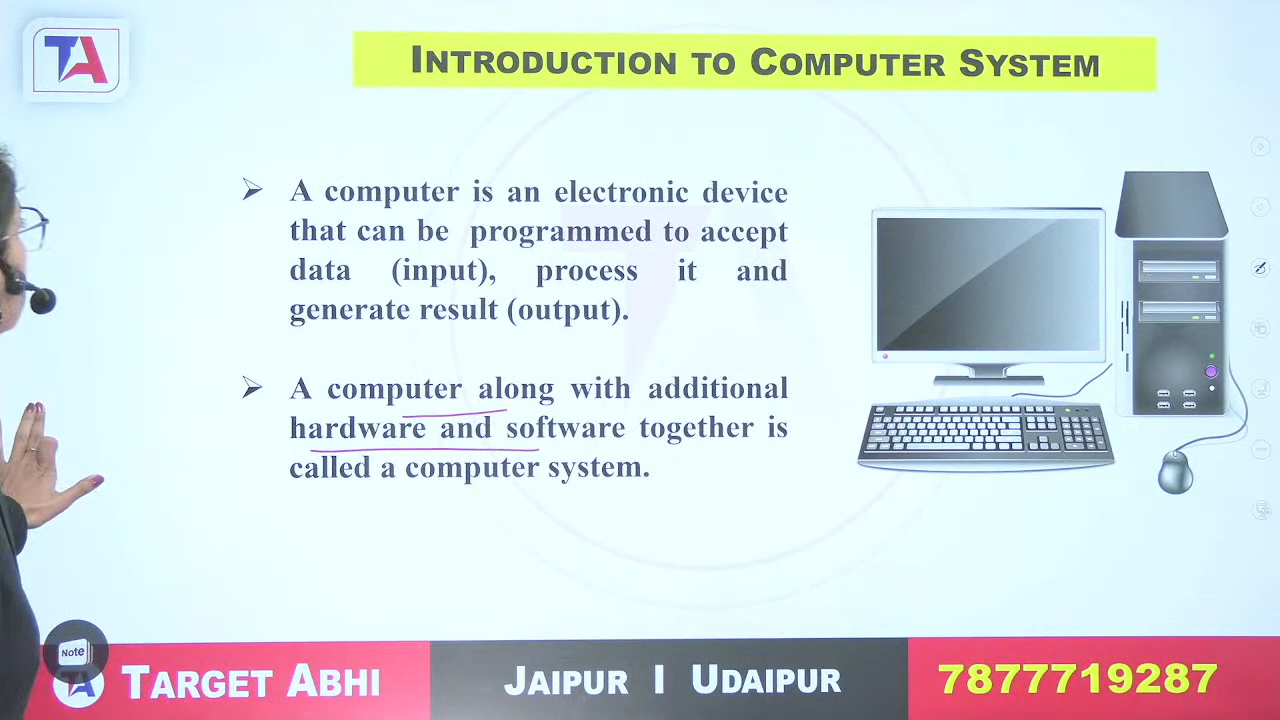 TA
INTRODUCTION TO COMPUTER SYSTEM
A computer is an electronic device
that can be programmed to accept
data (input), process it and
generate result (output).
A computer along with additional
hardware and software together is
called a computer system.
Note
TARGET ABHI
JAIPUR | UDAIPUR
7877719287